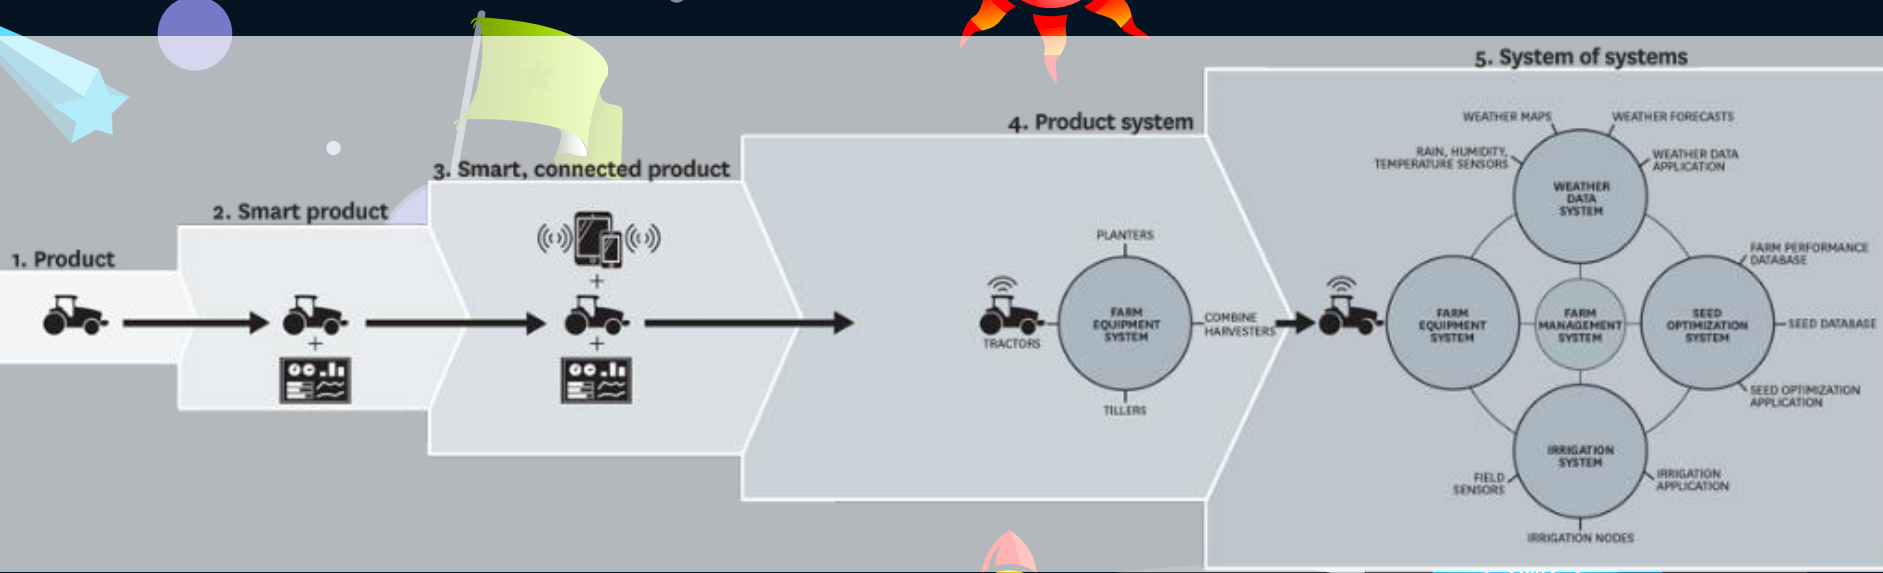 1. Product
2. Smart product
+
3. Smart, connected product
+
+
4. Product system
PLANTERS
TRACTORS
FARM
EQUIPMENT
SYSTEM
COMBINE
HARVESTERS
TILLERS
5. System of systems
WEATHER MAPS
WEATHER FORECASTS
RAIN, HUMIDITY,
TEMPERATURE SENSORS
WEATHER DATA
APPLICATION
WEATHER
DATA
SYSTEM
FARM
EQUIPMENT
SYSTEM
FARM
MANAGEMENT
SYSTEM
SEED
OPTIMIZATION
SYSTEM
FARM PERFORMANCE
DATABASE
SEED DATABASE
SEED OPTIMIZATION
APPLICATION
IRRIGATION
SYSTEM
FIELD
SENSORS
IRRIGATION
APPLICATION
IRRIGATION NODES